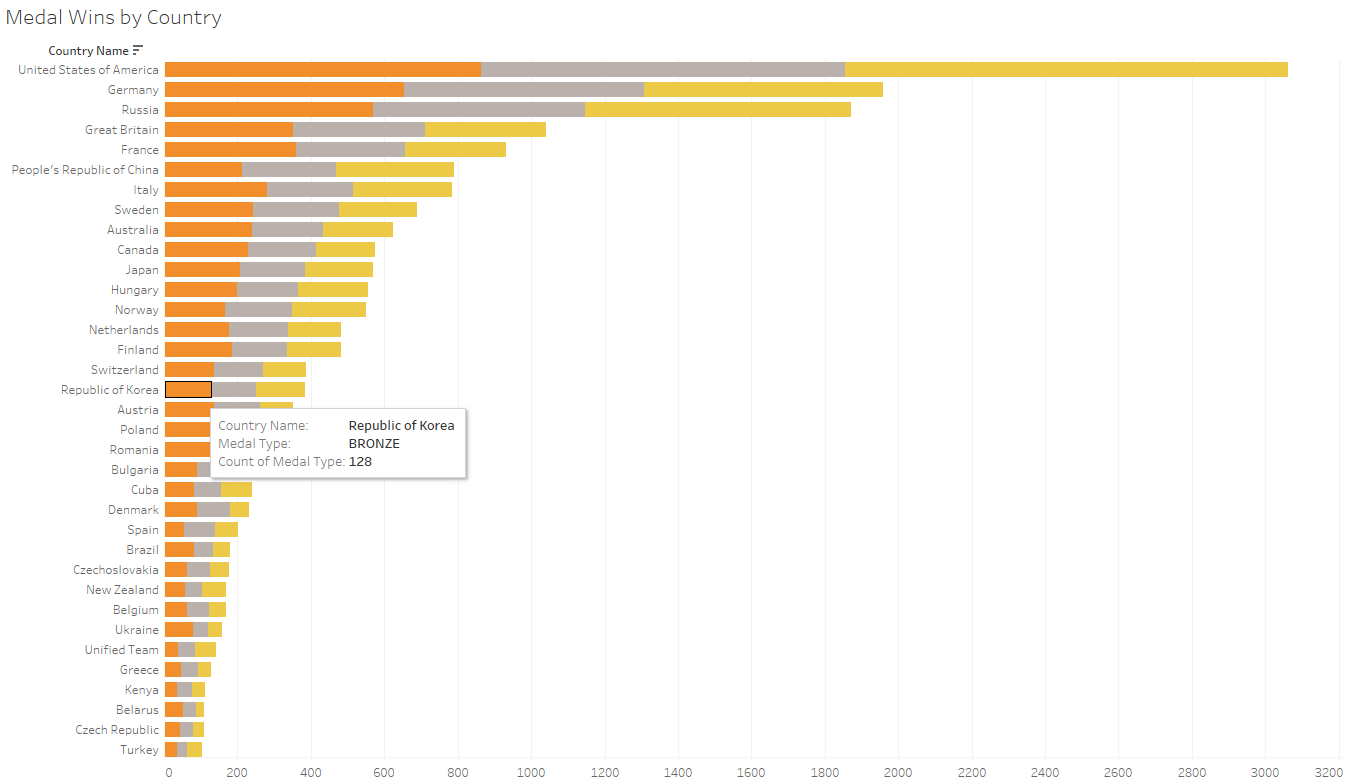 Medal Wins by Country
Country Name
United States of America
Germany
Russia
Great Britain
France
People's Republic of China
Italy
Sweden
Australia
Canada
Japan
Hungary
Norway
Netherlands
Finland
Switzerland
Republic of Korea
Austria
Poland
Romania
Bulgaria
Cuba
Denmark
Spain
Brazil
Czechoslovakia
New Zealand
Belgium
Ukraine
Unified Team
Greece
Kenya
Belarus
Czech Republic
Turkey
Country Name: Republic of Korea
Medal Type: BRONZE
Count of Medal Type: 128
0 200 400 600 800 1000 1200 1400 1600 1800 2000 2200 2400 2600 2800 3000 3200